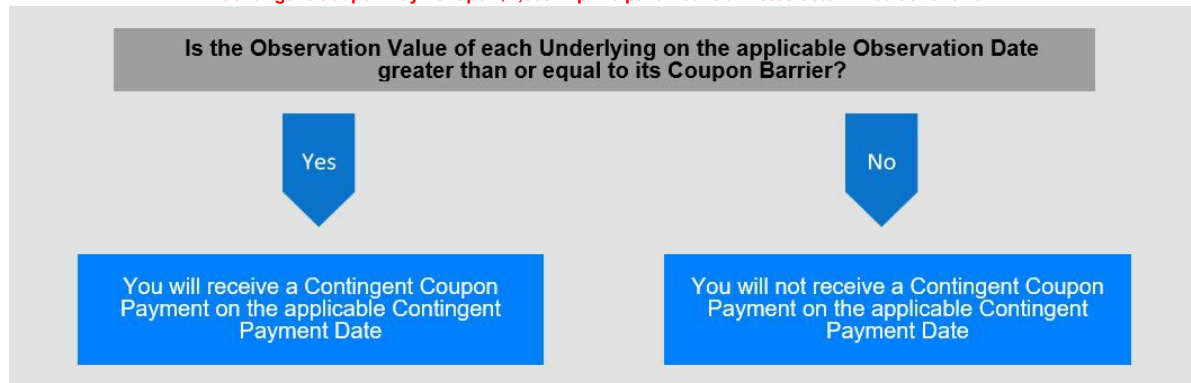 Is the Observation Value of each Underlying on the applicable Observation Date
greater than or equal to its Coupon Barrier?
Yes
No
You will receive a Contingent Coupon
Payment on the applicable Contingent
Payment Date
You will not receive a Contingent Coupon
Payment on the applicable Contingent
Payment Date